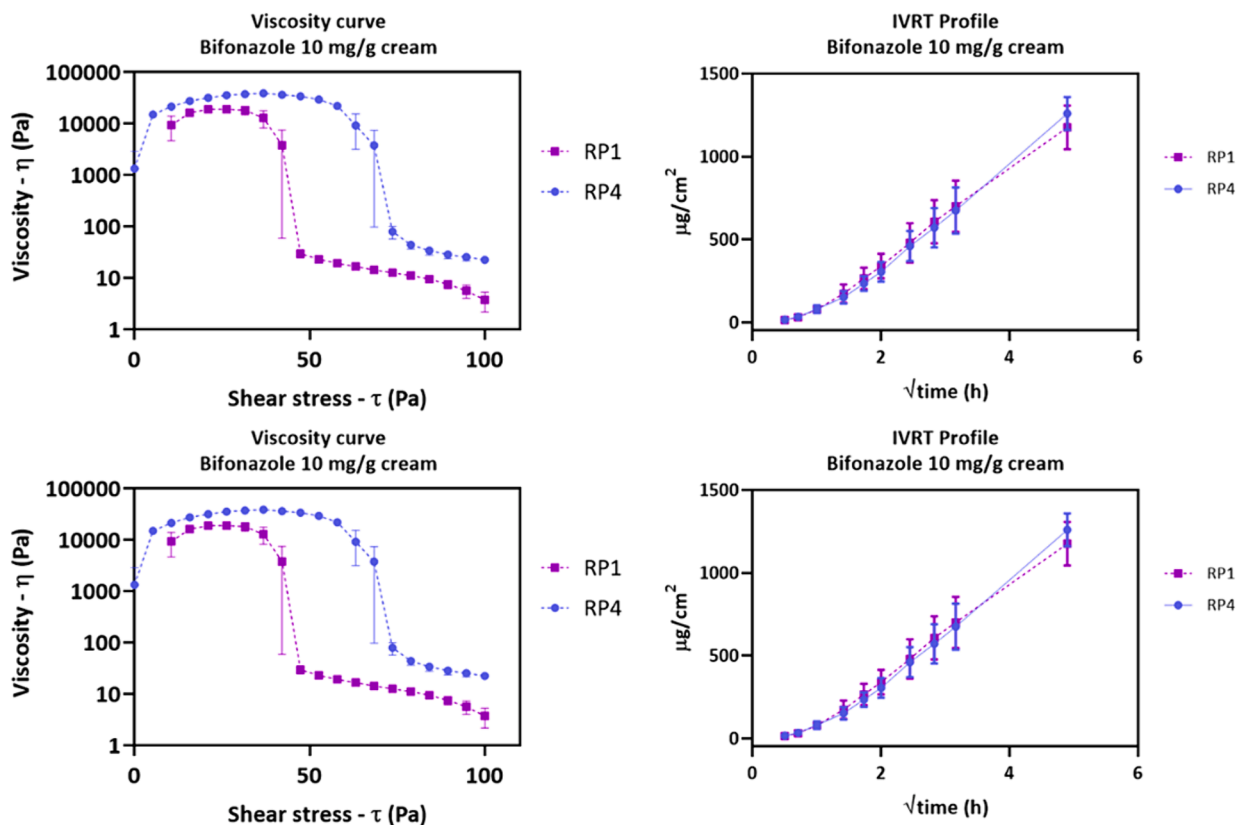 Viscosity curve
Bifonazole 10 mg/g cream
Viscosity - η (Pa)
100000
10000
1000
100
10
1
0
50
100
Shear stress - τ (Pa)
RP1
RP4
IVRT Profile
Bifonazole 10 mg/g cream
μg/cm²
1500
1000
500
0
0
2
4
6
√time (h)
RP1
RP4
Viscosity curve
Bifonazole 10 mg/g cream
Viscosity - η (Pa)
100000
10000
1000
100
10
1
0
50
100
Shear stress - τ (Pa)
RP1
RP4
IVRT Profile
Bifonazole 10 mg/g cream
μg/cm²
1500
1000
500
0
0
2
4
6
√time (h)
RP1
RP4